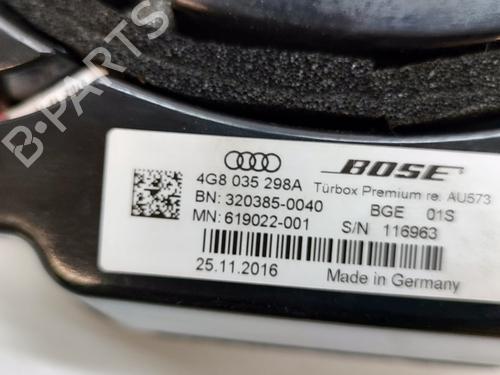 B-PARTS
BOSE
4G8 035 298A
Türbox Premium re. AU573
BN: 320385-0040
BGE 01S
MN: 619022-001
S/N 116963
25.11.2016
Made in Germany